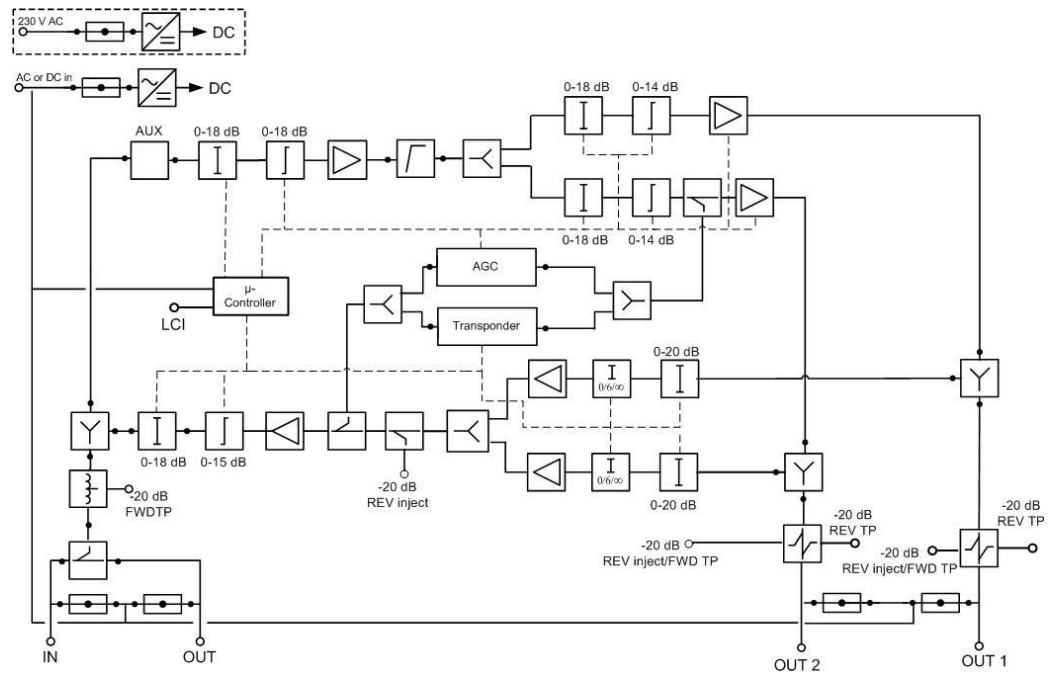 230 V AC
DC
AC or DC in
DC
0-18 dB
0-14 dB
AUX
0-18 dB
0-18 dB
0-18 dB
0-14 dB
AGC
μ-
Controller
LCI
Transponder
0-20 dB
0/6/∞
0-18 dB
0-15 dB
-20 dB
REV inject
0/6/∞
0-20 dB
-20 dB
FWDTP
-20 dB
REV TP
-20 dB
REV inject/FWD TP
-20 dB
REV TP
-20 dB
REV inject/FWD TP
IN
OUT
OUT 2
OUT 1